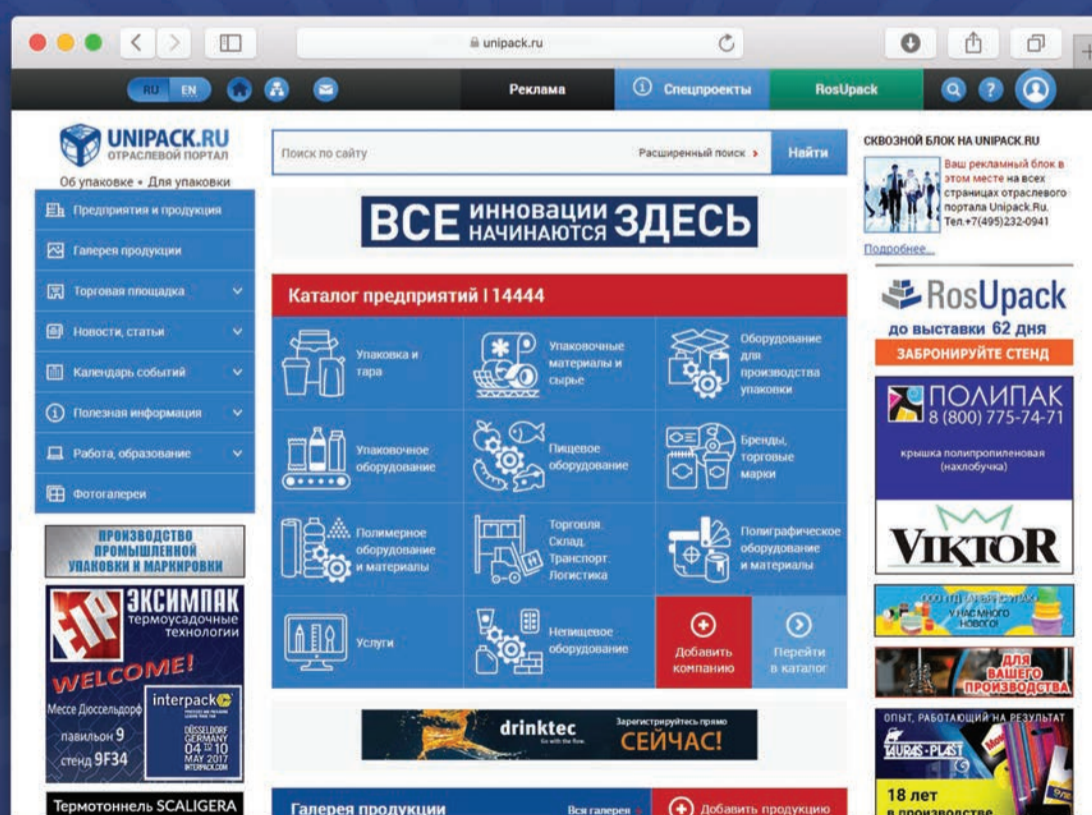 unipack.ru
RU EN
Реклама
Спецпроекты
RosUpack
UNIPACK.RU
ОТРАСЛЕВОЙ ПОРТАЛ
Об упаковке • Для упаковки
Предприятия и продукция
Галерея продукции
Торговая площадка
Новости, статьи
Календарь событий
Полезная информация
Работа, образование
Фотогалереи
ПРОИЗВОДСТВО
ПРОМЫШЛЕННОЙ
УПАКОВКИ И МАРКИРОВКИ
ЭКСИМПАК
термоусадочные
технологии
WELCOME!
Мессе Дюссельдорф
павильон 9
стенд 9F34
interpack
DÜSSELDORF
GERMANY
04 TO 10
MAY 2017
INTERPACK.COM
Термотоннель SCALIGERA
Поиск по сайту
Расширенный поиск
Найти
ВСЕ ИННОВАЦИИ НАЧИНАЮТСЯ ЗДЕСЬ
Каталог предприятий | 14444
Упаковка и
тара
Упаковочные
материалы и
сырье
Оборудование
для
производства
упаковки
Упаковочное
оборудование
Пищевое
оборудование
Бренды,
торговые
марки
Полимерное
оборудование
и материалы
Торговля.
Склад.
Транспорт.
Логистика
Полиграфическое
оборудование
и материалы
Услуги
Непищевое
оборудование
Добавить
компанию
Перейти
в каталог
drinktec
Go with the flow.
Зарегистрируйтесь прямо
СЕЙЧАС!
Галерея продукции
Вся галерея
Добавить продукцию
СКВОЗНОЙ БЛОК НА UNIPACK.RU
Ваш рекламный блок в
этом месте на всех
страницах отраслевого
портала Unipack.Ru.
Тел.+7(495)232-0941
Подробнее...
RosUpack
до выставки 62 дня
ЗАБРОНИРУЙТЕ СТЕНД
ПОЛИПАК
8 (800) 775-74-71
крышка полипропиленовая
(нахлобучка)
VIKTOR
У НАС МНОГО
НОВОГО!
ДЛЯ
ВАШЕГО
ПРОИЗВОДСТВА
ОПЫТ, РАБОТАЮЩИЙ НА РЕЗУЛЬТАТ
TAURAS-PLAST
18 лет
в производстве